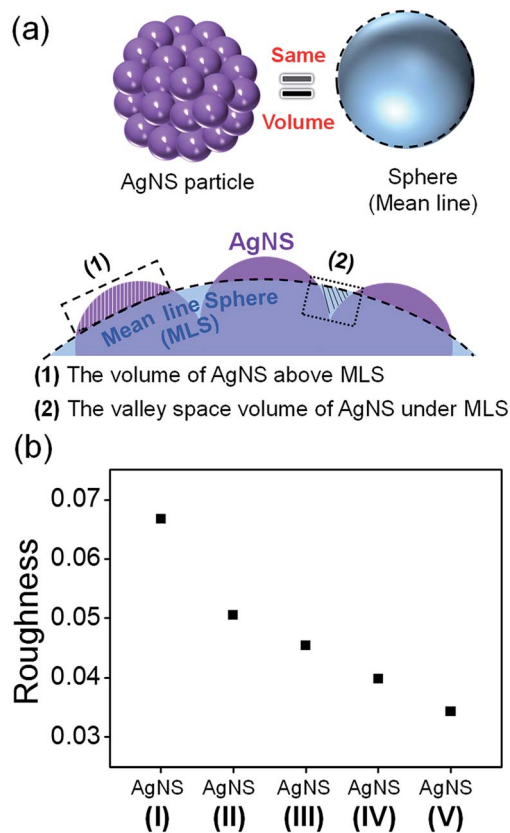 (a)
Same
Volume
AgNS particle
Sphere
(Mean line)
AgNS
(1)
(2)
Mean line Sphere
(MLS)
(1) The volume of AgNS above MLS
(2) The valley space volume of AgNS under MLS
(b)
Roughness
0.07
0.06
0.05
0.04
0.03
AgNS AgNS AgNS AgNS AgNS
(I) (II) (III) (IV) (V)